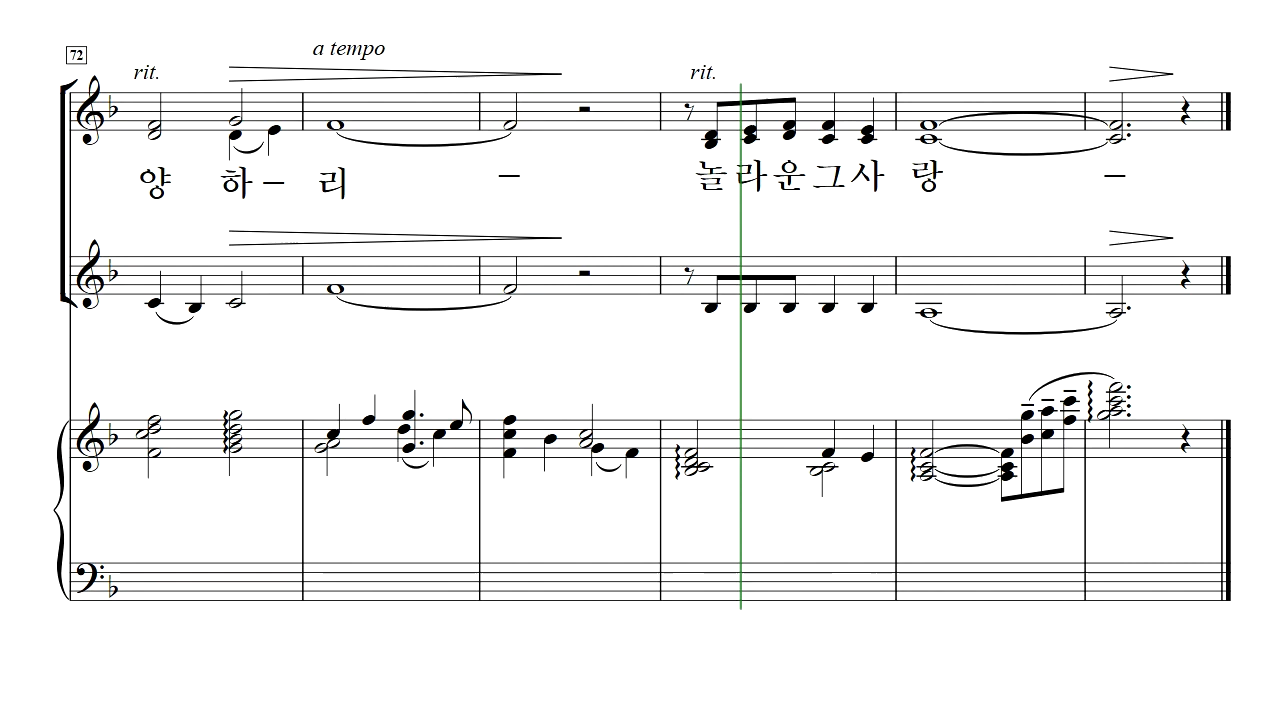 a tempo
72
rit. rit.
양 하 – 리 – 놀 라 운 그 사 랑 –